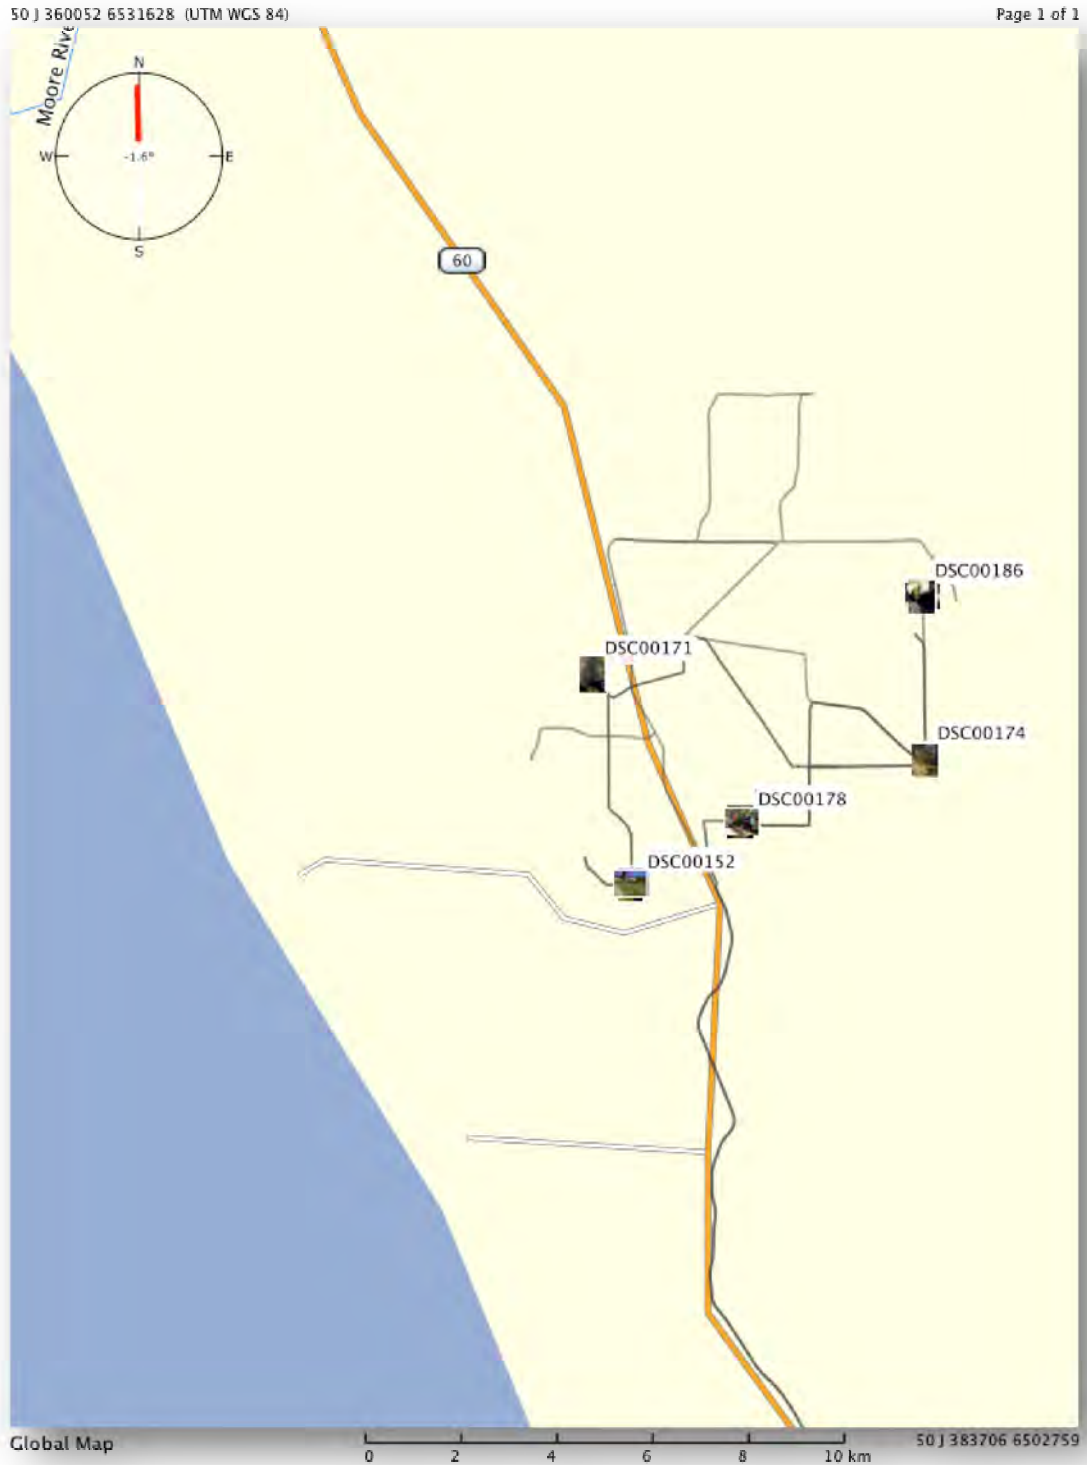 50 J 360052 6531628 (UTM WGS 84)
Page 1 of 1
Moore Rive
N
W
-1.6°
E
S
60
DSC00186
DSC00171
DSC00174
DSC00178
DSC00152
Global Map
50 J 383706 6502759
0 2 4 6 8 10 km